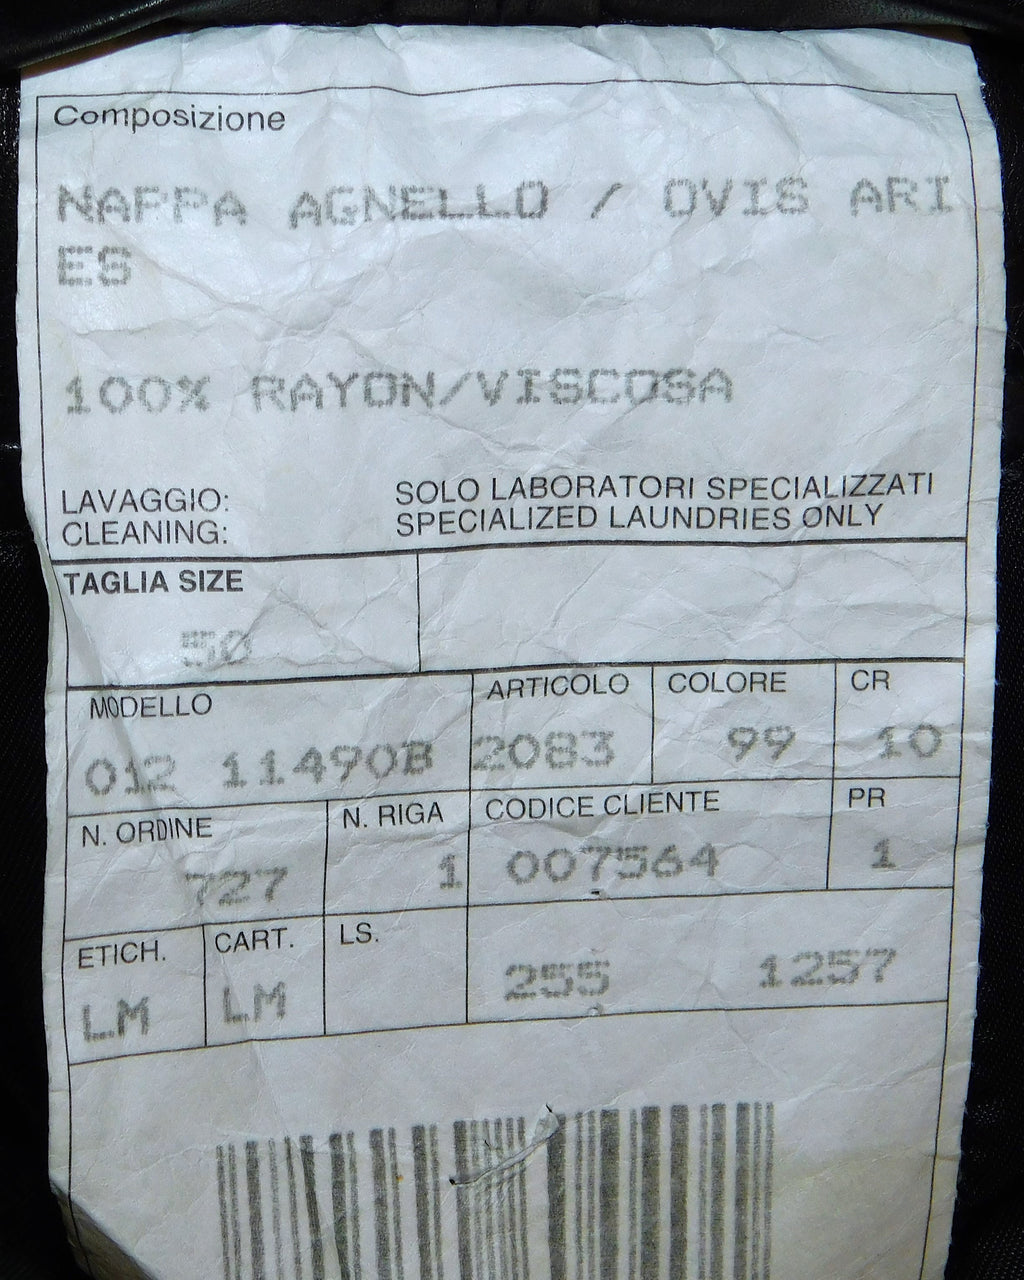 Composizione
NAPPA AGNELLO / OVIS ARI
ES
100% RAYON/VISCOSA
LAVAGGIO: SOLO LABORATORI SPECIALIZZATI
CLEANING: SPECIALIZED LAUNDRIES ONLY
TAGLIA SIZE
50
MODELLO ARTICOLO COLORE CR
012 11490B 2083 99 10
N. ORDINE N. RIGA CODICE CLIENTE PR
727 1 007564 1
ETICH. CART. LS.
LM LM 255 1257